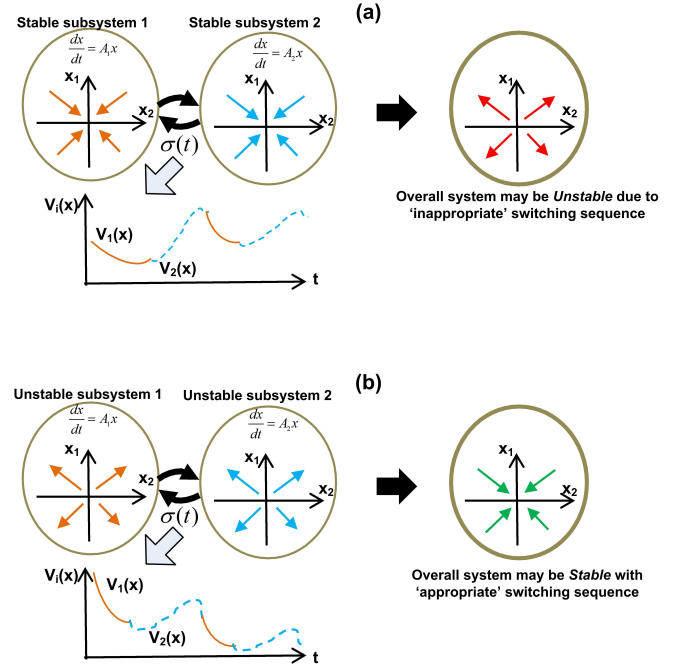 (a)
Stable subsystem 1
Stable subsystem 2
dx/dt = A₁x
dx/dt = A₂x
x₁
x₂
x₁
x₂
x₁
x₂
σ(t)
Overall system may be Unstable due to
‘inappropriate’ switching sequence
Vᵢ(x)
V₁(x)
V₂(x)
t
(b)
Unstable subsystem 1
Unstable subsystem 2
dx/dt = A₁x
dx/dt = A₂x
x₁
x₂
x₁
x₂
x₁
x₂
σ(t)
Overall system may be Stable with
‘appropriate’ switching sequence
Vᵢ(x)
V₁(x)
V₂(x)
t